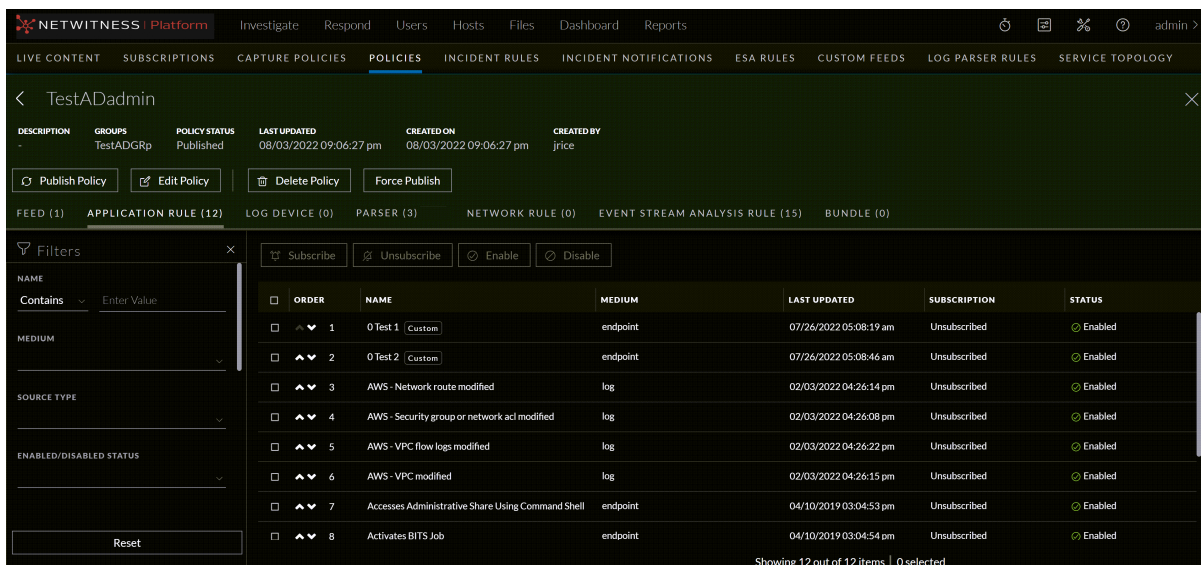 NETWITNESS | Platform Investigate Respond Users Hosts Files Dashboard Reports admin >
LIVE CONTENT SUBSCRIPTIONS CAPTURE POLICIES POLICIES INCIDENT RULES INCIDENT NOTIFICATIONS ESA RULES CUSTOM FEEDS LOG PARSER RULES SERVICE TOPOLOGY
TestADadmin
DESCRIPTION GROUPS POLICY STATUS LAST UPDATED CREATED ON CREATED BY
- TestADGRp Published 08/03/2022 09:06:27 pm 08/03/2022 09:06:27 pm jrice
Publish Policy Edit Policy Delete Policy Force Publish
FEED (1) APPLICATION RULE (12) LOG DEVICE (0) PARSER (3) NETWORK RULE (0) EVENT STREAM ANALYSIS RULE (15) BUNDLE (0)
Filters
NAME
Contains Enter Value
MEDIUM
SOURCE TYPE
ENABLED/DISABLED STATUS
Reset
Subscribe Unsubscribe Enable Disable
ORDER NAME MEDIUM LAST UPDATED SUBSCRIPTION STATUS
1 0 Test 1 Custom endpoint 07/26/2022 05:08:19 am Unsubscribed Enabled
2 0 Test 2 Custom endpoint 07/26/2022 05:08:46 am Unsubscribed Enabled
3 AWS - Network route modified log 02/03/2022 04:26:14 pm Unsubscribed Enabled
4 AWS - Security group or network acl modified log 02/03/2022 04:26:08 pm Unsubscribed Enabled
5 AWS - VPC flow logs modified log 02/03/2022 04:26:22 pm Unsubscribed Enabled
6 AWS - VPC modified log 02/03/2022 04:26:15 pm Unsubscribed Enabled
7 Accesses Administrative Share Using Command Shell endpoint 04/10/2019 03:04:53 pm Unsubscribed Enabled
8 Activates BITS Job endpoint 04/10/2019 03:04:54 pm Unsubscribed Enabled
Showing 12 out of 12 items | 0 selected